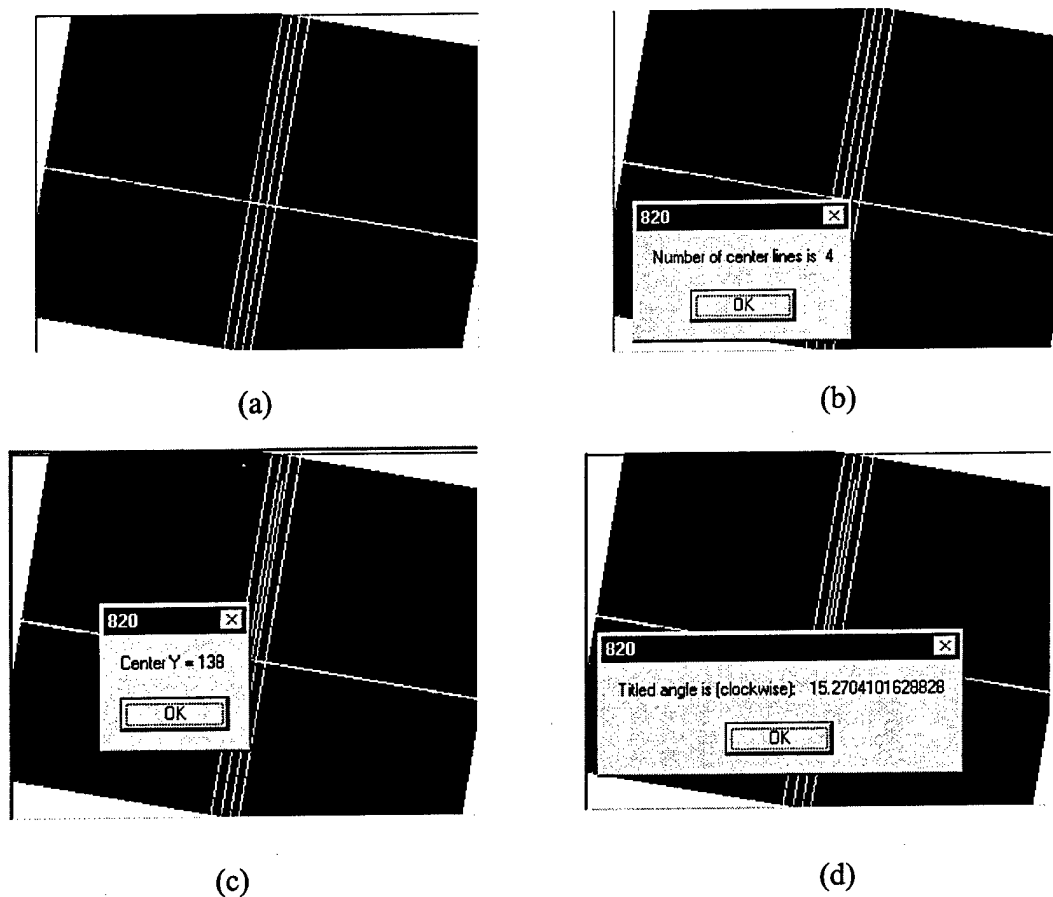 820
Number of center lines is 4
OK
(a)
(b)
820
Center Y = 138
OK
820
Titled angle is (clockwise): 15.2704101628828
OK
(c)
(d)